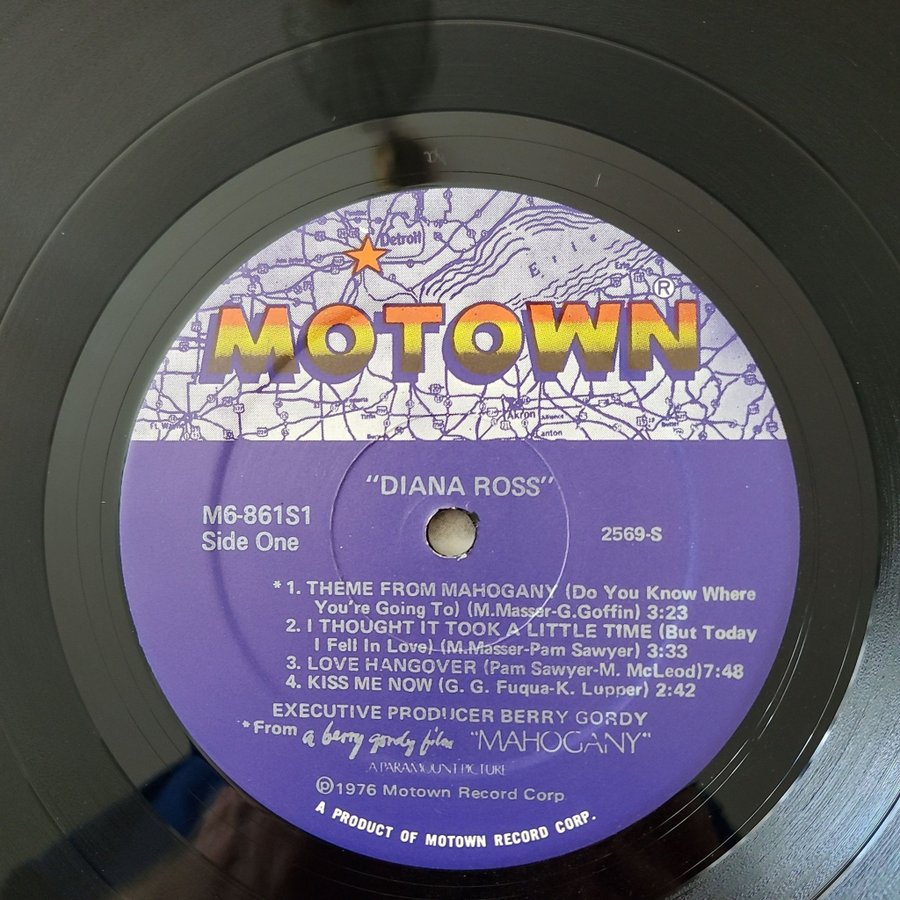 Detroit
Erie
Erie
MOTOWN®
Akron
Canton
"DIANA ROSS"
M6-861S1
Side One
2569-S
*1. THEME FROM MAHOGANY (Do You Know Where
You're Going To) (M.Masser-G.Goffin) 3:23
2. I THOUGHT IT TOOK A LITTLE TIME (But Today
I Fell In Love) (M.Masser-Pam Sawyer) 3:33
3. LOVE HANGOVER (Pam Sawyer-M. McLeod)7:48
4. KISS ME NOW (G. G. Fuqua-K. Lupper) 2:42
EXECUTIVE PRODUCER BERRY GORDY
*From a berry gordy film "MAHOGANY"
A PARAMOUNT PICTURE
℗1976 Motown Record Corp.
A PRODUCT OF MOTOWN RECORD CORP.